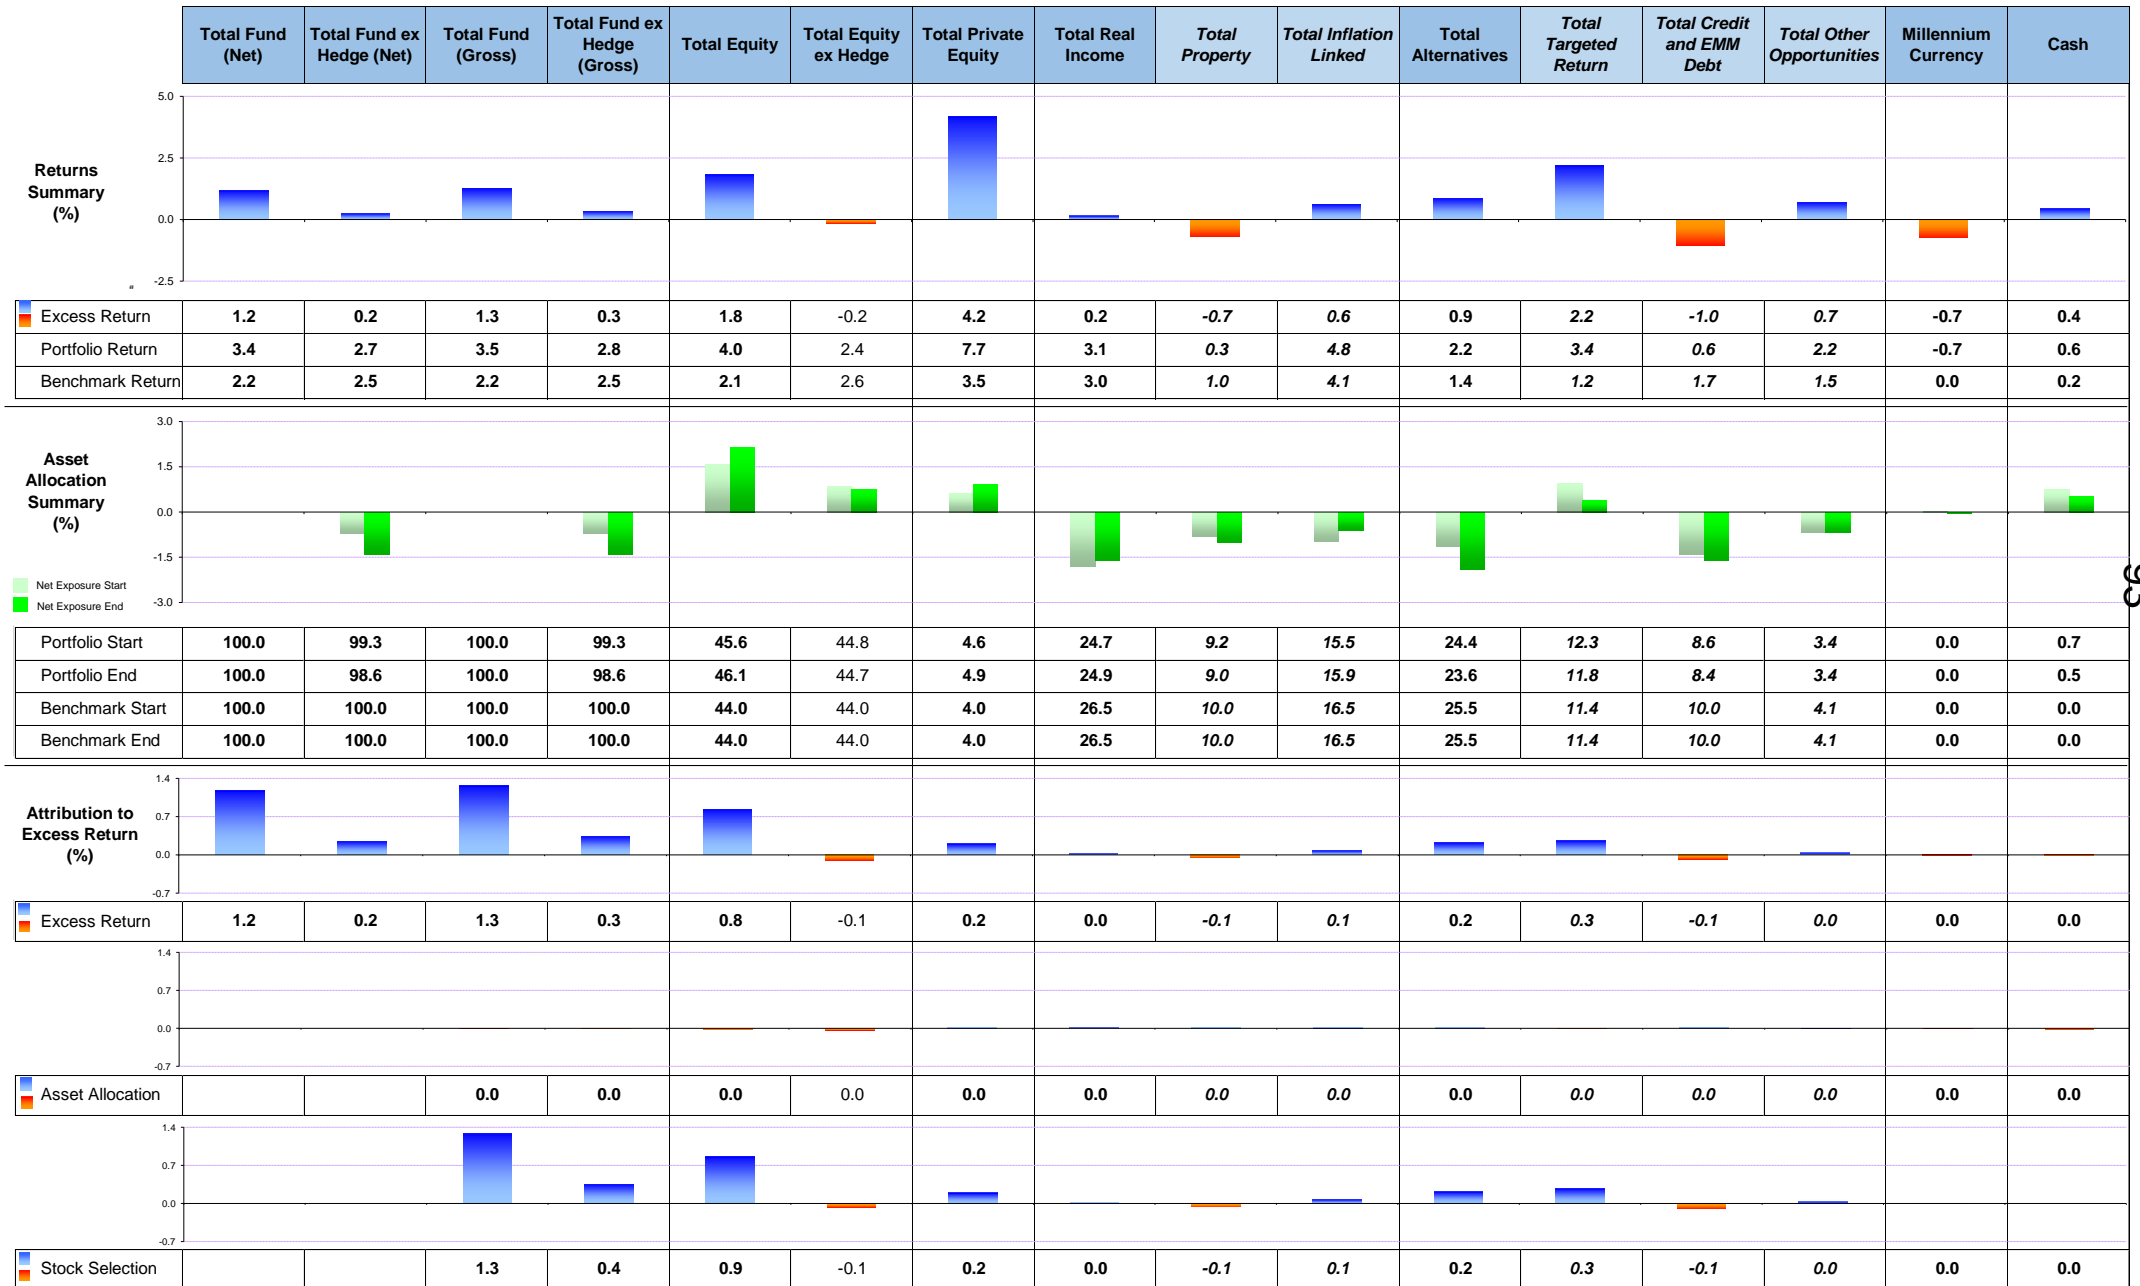 Total Fund (Net) Total Fund ex Hedge (Net) Total Fund (Gross) Total Fund ex Hedge (Gross) Total Equity Total Equity ex Hedge Total Private Equity Total Real Income Total Property Total Inflation Linked Total Alternatives Total Targeted Return Total Credit and EMM Debt Total Other Opportunities Millennium Currency Cash
Returns
Summary
(%)
5.0
2.5
0.0
-2.5
"
Excess Return 1.2 0.2 1.3 0.3 1.8 -0.2 4.2 0.2 -0.7 0.6 0.9 2.2 -1.0 0.7 -0.7 0.4
Portfolio Return 3.4 2.7 3.5 2.8 4.0 2.4 7.7 3.1 0.3 4.8 2.2 3.4 0.6 2.2 -0.7 0.6
Benchmark Return 2.2 2.5 2.2 2.5 2.1 2.6 3.5 3.0 1.0 4.1 1.4 1.2 1.7 1.5 0.0 0.2
Asset
Allocation
Summary
(%)
3.0
1.5
0.0
-1.5
-3.0
Net Exposure Start
Net Exposure End
93
Portfolio Start 100.0 99.3 100.0 99.3 45.6 44.8 4.6 24.7 9.2 15.5 24.4 12.3 8.6 3.4 0.0 0.7
Portfolio End 100.0 98.6 100.0 98.6 46.1 44.7 4.9 24.9 9.0 15.9 23.6 11.8 8.4 3.4 0.0 0.5
Benchmark Start 100.0 100.0 100.0 100.0 44.0 44.0 4.0 26.5 10.0 16.5 25.5 11.4 10.0 4.1 0.0 0.0
Benchmark End 100.0 100.0 100.0 100.0 44.0 44.0 4.0 26.5 10.0 16.5 25.5 11.4 10.0 4.1 0.0 0.0
Attribution to
Excess Return
(%)
1.4
0.7
0.0
-0.7
Excess Return 1.2 0.2 1.3 0.3 0.8 -0.1 0.2 0.0 -0.1 0.1 0.2 0.3 -0.1 0.0 0.0 0.0
1.4
0.7
0.0
-0.7
Asset Allocation 0.0 0.0 0.0 0.0 0.0 0.0 0.0 0.0 0.0 0.0 0.0 0.0 0.0 0.0
1.4
0.7
0.0
-0.7
Stock Selection 1.3 0.4 0.9 -0.1 0.2 0.0 -0.1 0.1 0.2 0.3 -0.1 0.0 0.0 0.0